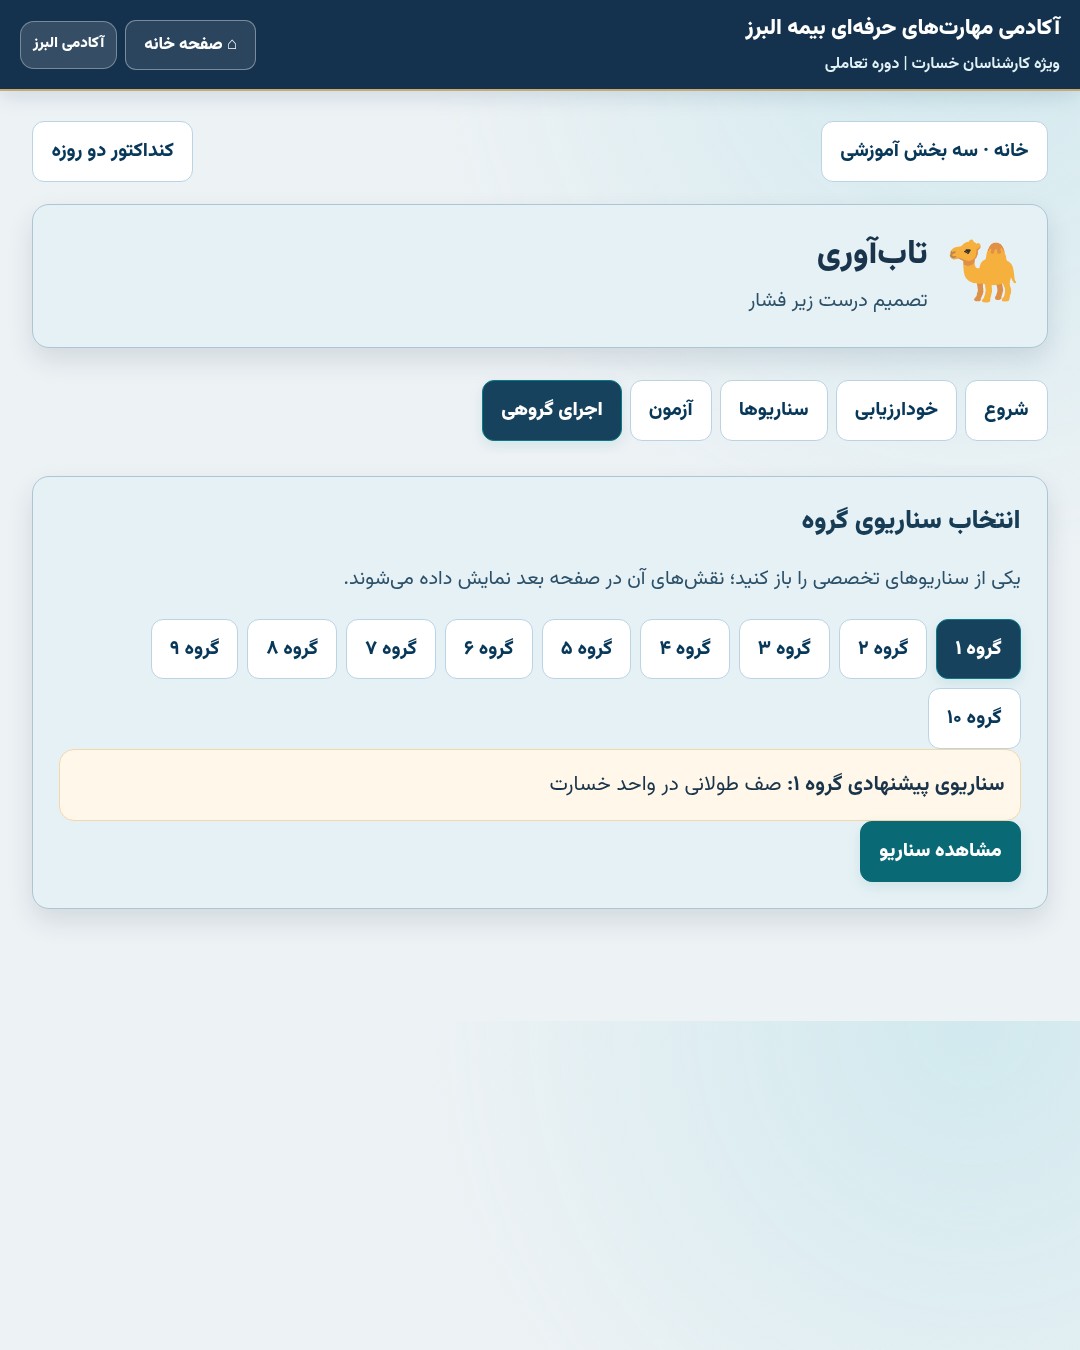 آکادمی مهارت‌های حرفه‌ای بیمه البرز
ویژه کارشناسان خسارت | دوره تعاملی
⌂ صفحه خانه
آکادمی البرز
خانه · سه بخش آموزشی
کنداکتور دو روزه
تاب‌آوری
تصمیم درست زیر فشار
شروع
خودارزیابی
سناریوها
آزمون
اجرای گروهی
انتخاب سناریوی گروه
یکی از سناریوهای تخصصی را باز کنید؛ نقش‌های آن در صفحه بعد نمایش داده می‌شوند.
گروه ۱
گروه ۲
گروه ۳
گروه ۴
گروه ۵
گروه ۶
گروه ۷
گروه ۸
گروه ۹
گروه ۱۰
سناریوی پیشنهادی گروه ۱: صف طولانی در واحد خسارت
مشاهده سناریو